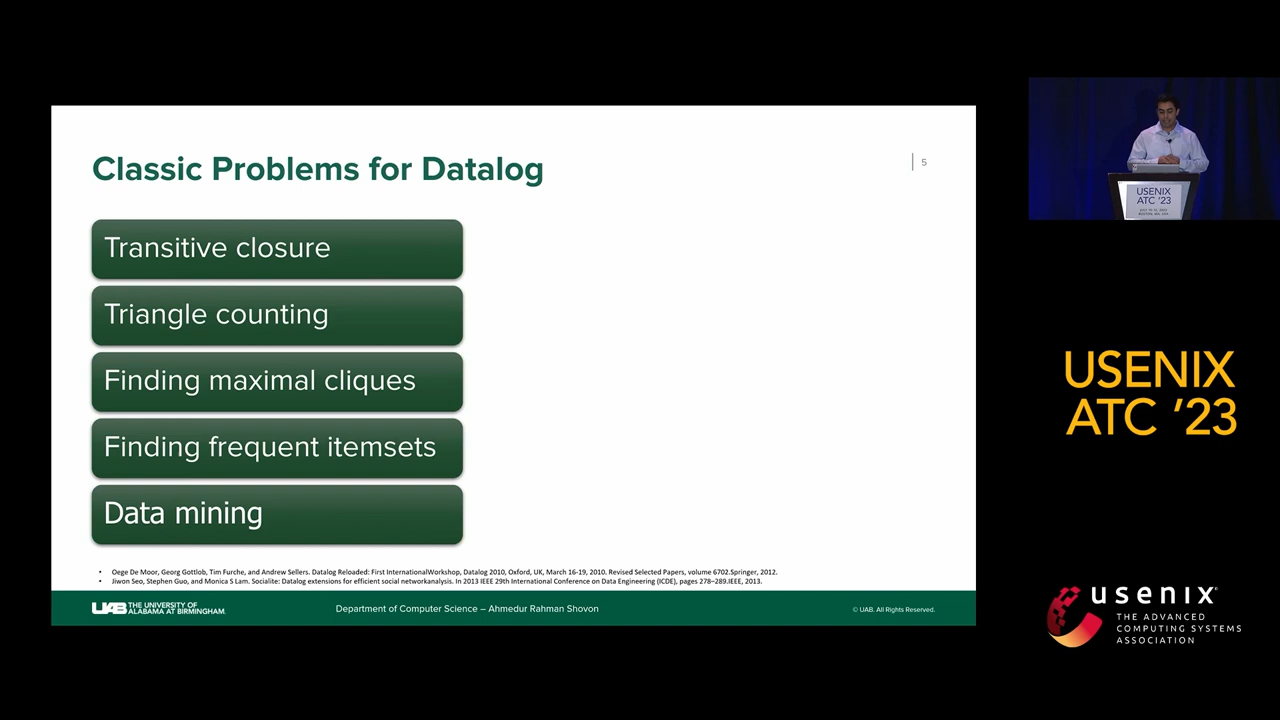 Classic Problems for Datalog
5
Transitive closure
Triangle counting
Finding maximal cliques
Finding frequent itemsets
Data mining
• Oege De Moor, Georg Gottlob, Tim Furche, and Andrew Sellers. Datalog Reloaded: First InternationalWorkshop, Datalog 2010, Oxford, UK, March 16-19, 2010. Revised Selected Papers, volume 6702.Springer, 2012.
• Jiwon Seo, Stephen Guo, and Monica S Lam. Socialite: Datalog extensions for efficient social networkanalysis. In 2013 IEEE 29th International Conference on Data Engineering (ICDE), pages 278–289.IEEE, 2013.
UAB THE UNIVERSITY OF
ALABAMA AT BIRMINGHAM.
Department of Computer Science – Ahmedur Rahman Shovon
© UAB. All Rights Reserved.
USENIX
ATC '23
USENIX
ATC ’23
usenix
THE ADVANCED
COMPUTING SYSTEMS
ASSOCIATION